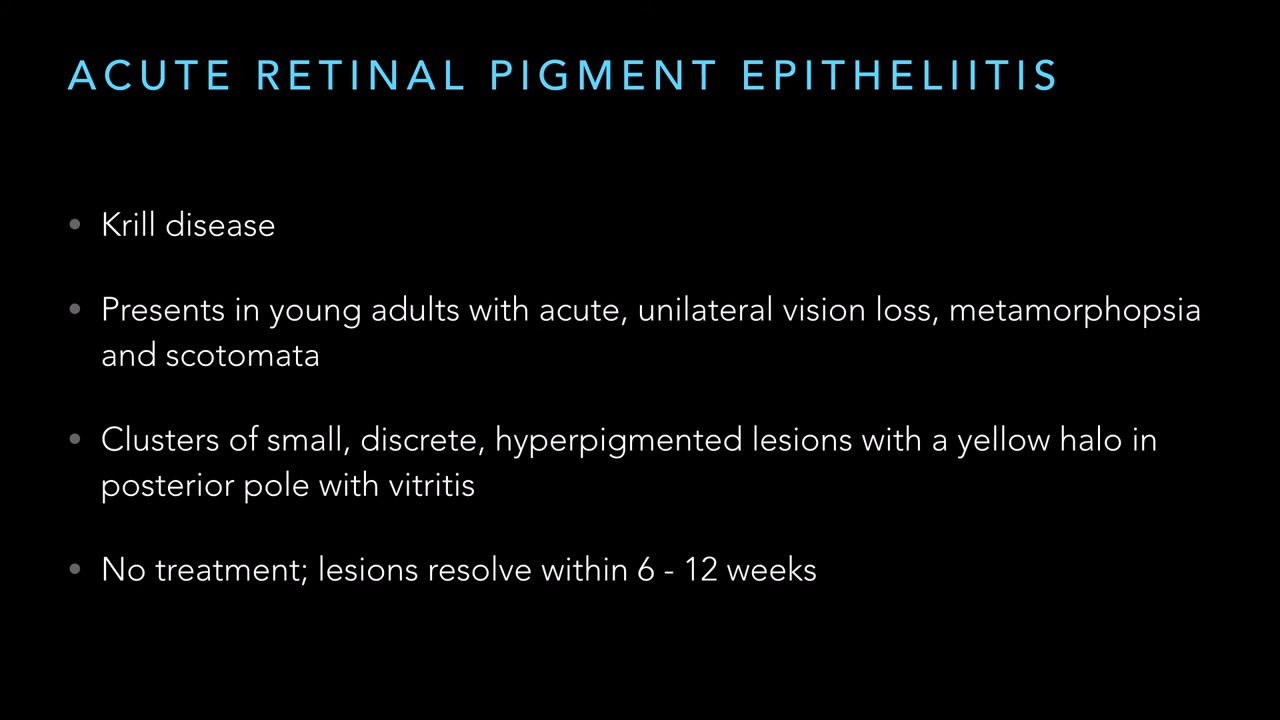 ACUTE RETINAL PIGMENT EPITHELIITIS
• Krill disease
• Presents in young adults with acute, unilateral vision loss, metamorphopsia
and scotomata
• Clusters of small, discrete, hyperpigmented lesions with a yellow halo in
posterior pole with vitritis
• No treatment; lesions resolve within 6 - 12 weeks